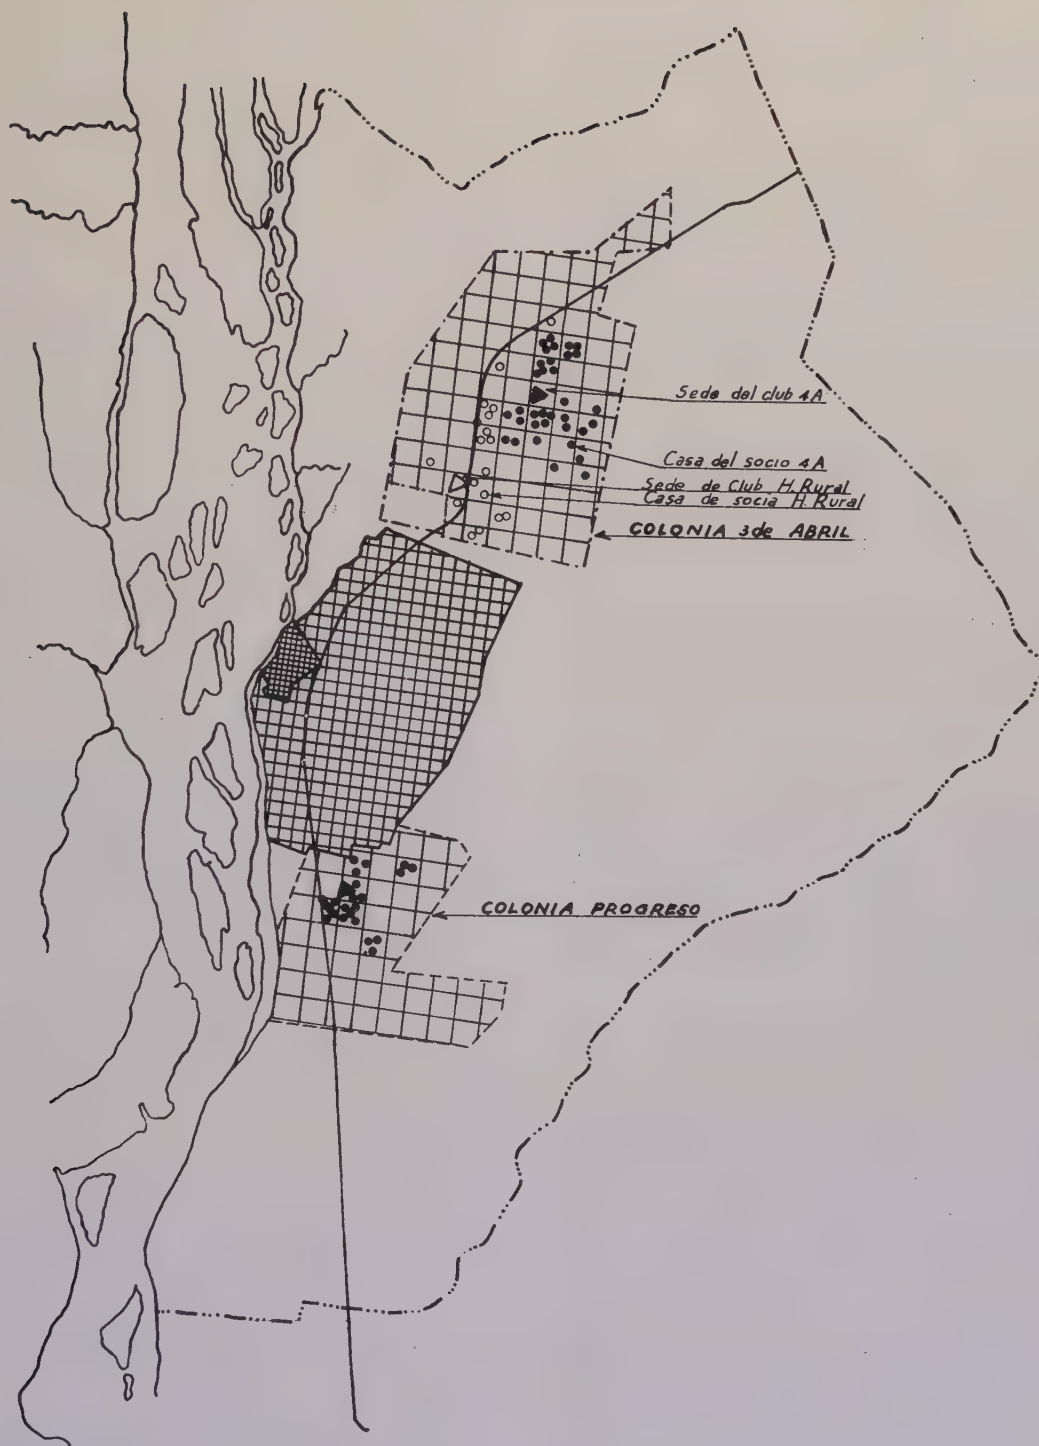 Sede del club 4A
Casa del socio 4A
Sede de Club H. Rural
Casa de socia H. Rural
COLONIA 3 de ABRIL
COLONIA PROGRESO